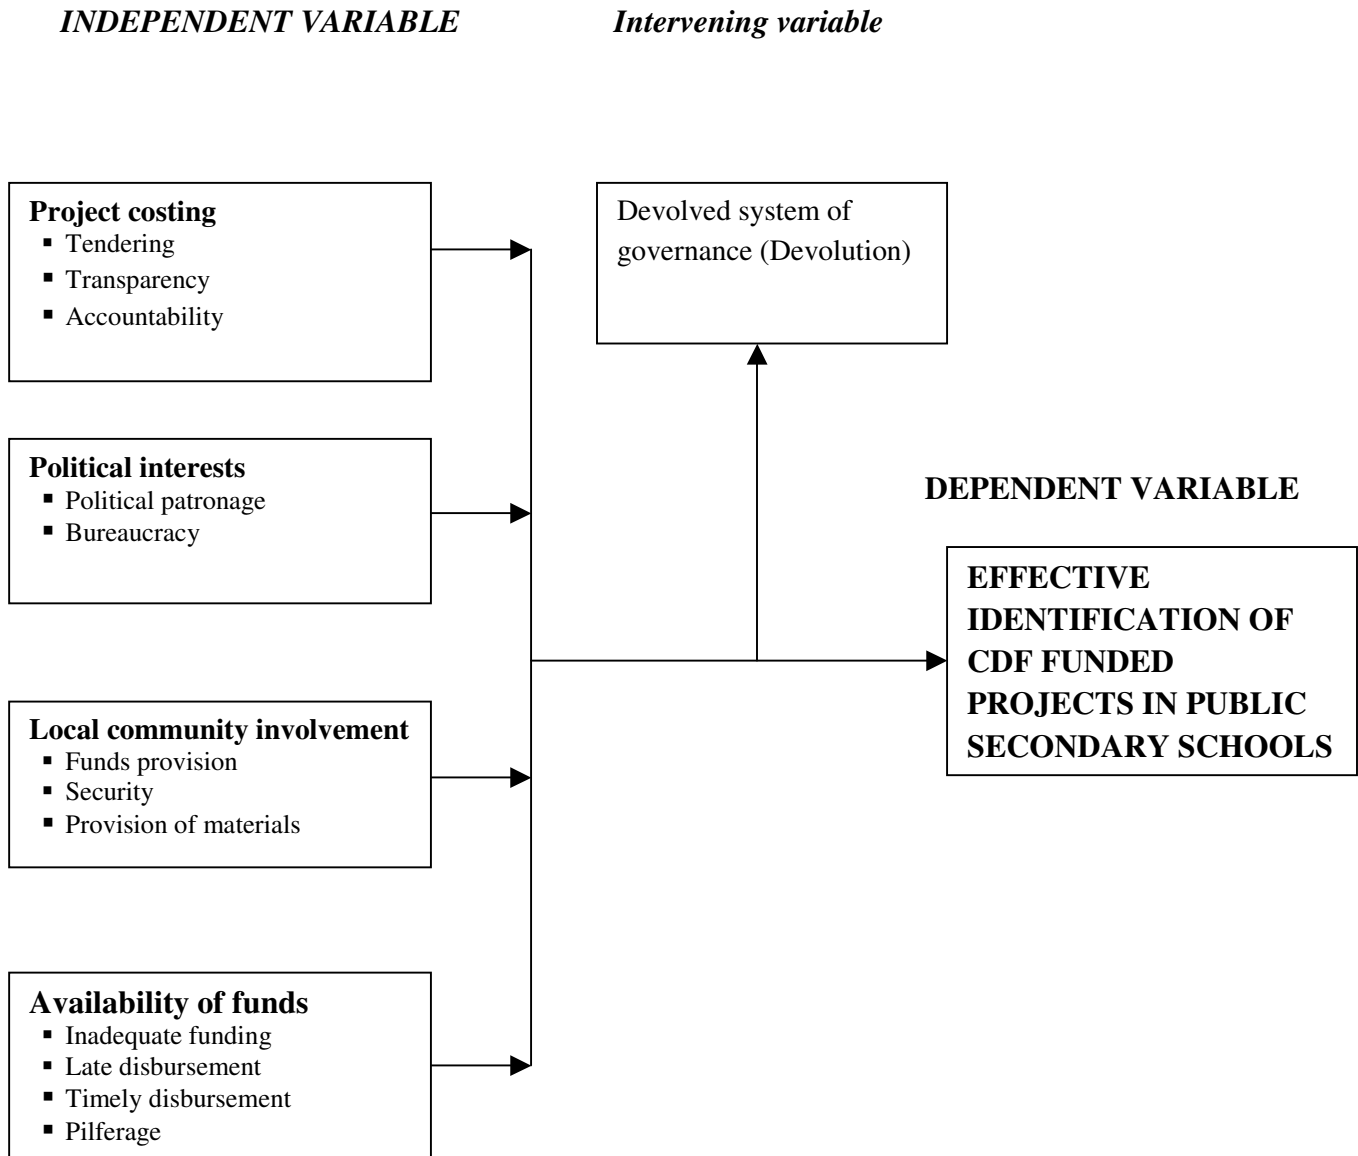 INDEPENDENT VARIABLE
Intervening variable
Project costing
▪ Tendering
▪ Transparency
▪ Accountability
Devolved system of
governance (Devolution)
Political interests
▪ Political patronage
▪ Bureaucracy
DEPENDENT VARIABLE
EFFECTIVE
IDENTIFICATION OF
CDF FUNDED
PROJECTS IN PUBLIC
SECONDARY SCHOOLS
Local community involvement
▪ Funds provision
▪ Security
▪ Provision of materials
Availability of funds
▪ Inadequate funding
▪ Late disbursement
▪ Timely disbursement
▪ Pilferage